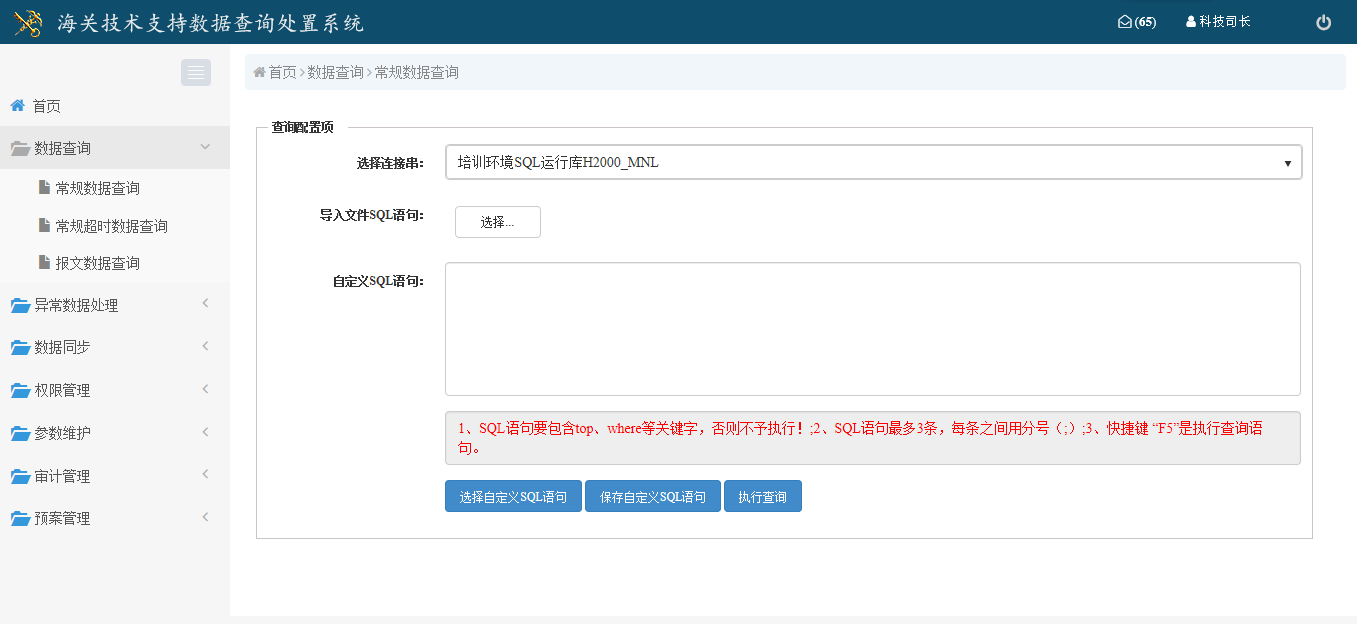 海关技术支持数据查询处置系统
(65)
科技司长
首页
数据查询
常规数据查询
常规超时数据查询
报文数据查询
异常数据处理
数据同步
权限管理
参数维护
审计管理
预案管理
首页>数据查询>常规数据查询
查询配置项
选择连接串:
培训环境SQL运行库H2000_MNL
导入文件SQL语句:
选择...
自定义SQL语句:
1、SQL语句要包含top、where等关键字，否则不予执行！;2、SQL语句最多3条，每条之间用分号（;）;3、快捷键 “F5”是执行查询语
句。
选择自定义SQL语句
保存自定义SQL语句
执行查询